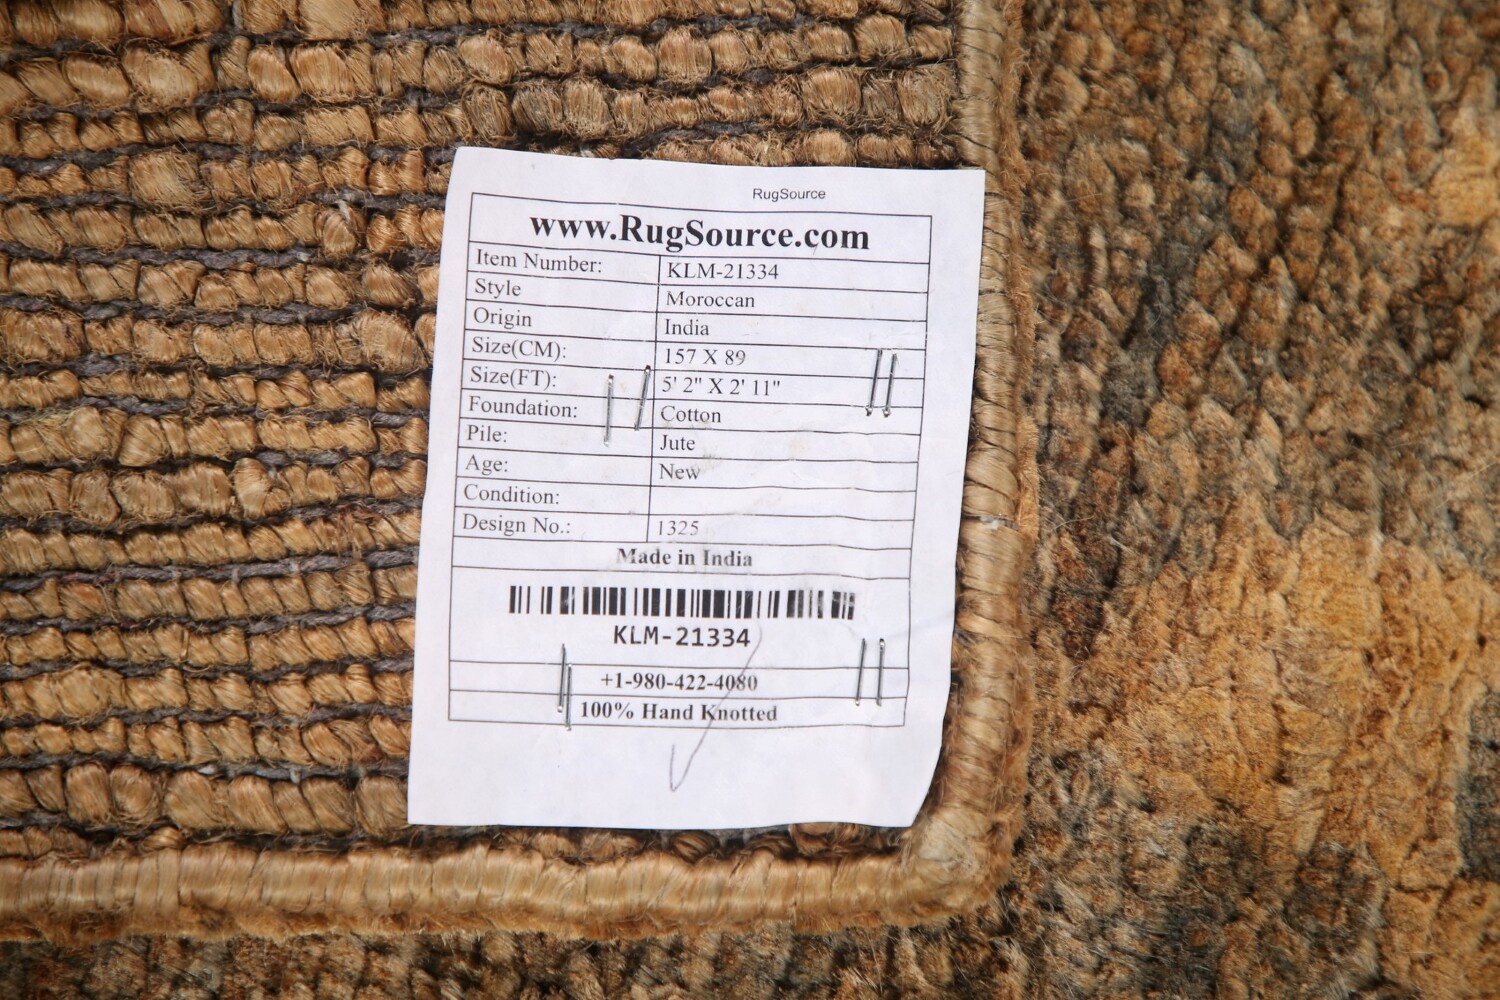 RugSource
www.RugSource.com
Item Number: KLM-21334
Style Moroccan
Origin India
Size(CM): 157 X 89
Size(FT): 5' 2" X 2' 11"
Foundation: Cotton
Pile: Jute
Age: New
Condition:
Design No.: 1325
Made in India
KLM-21334
+1-980-422-4080
100% Hand Knotted